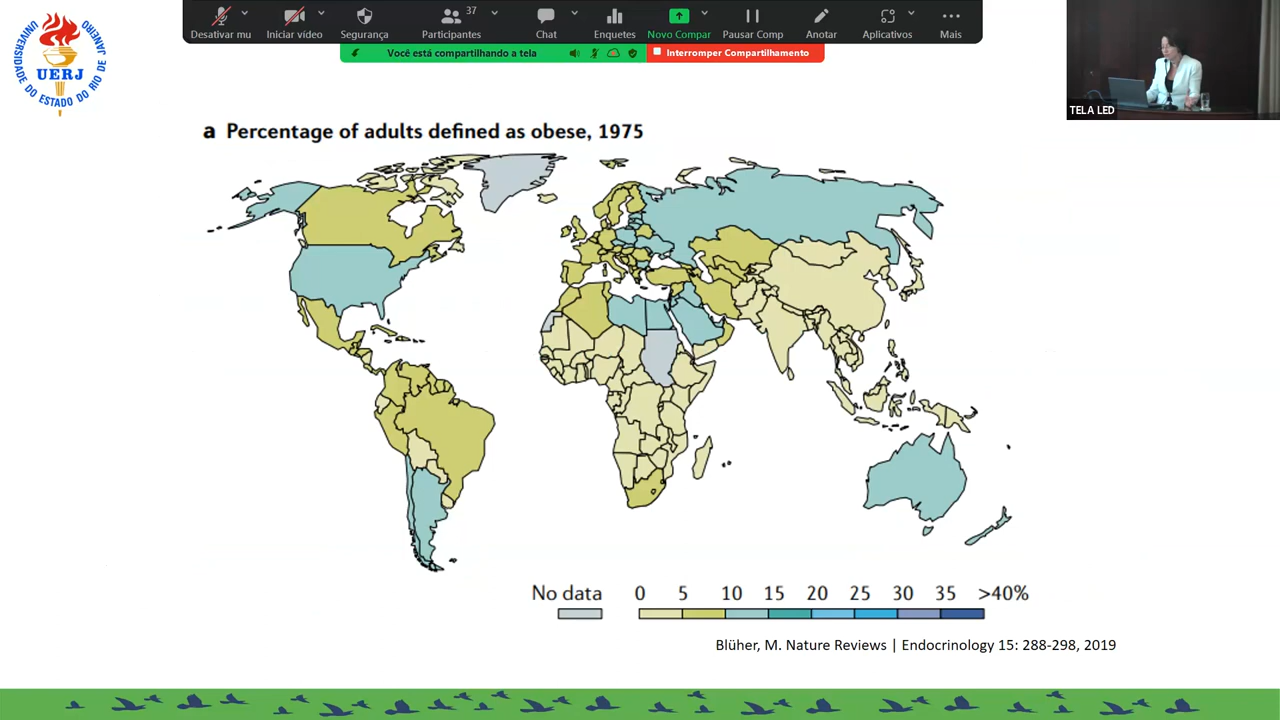 Desativar mu
Iniciar vídeo
Segurança
37
Participantes
Chat
Enquetes
Novo Compar
Pausar Comp
Anotar
Aplicativos
Mais
Você está compartilhando a tela
Interromper Compartilhamento
UNIVERSIDADE DO ESTADO DO RIO DE JANEIRO
UERJ
TELA LED
a Percentage of adults defined as obese, 1975
No data 0 5 10 15 20 25 30 35 >40%
Blüher, M. Nature Reviews | Endocrinology 15: 288-298, 2019